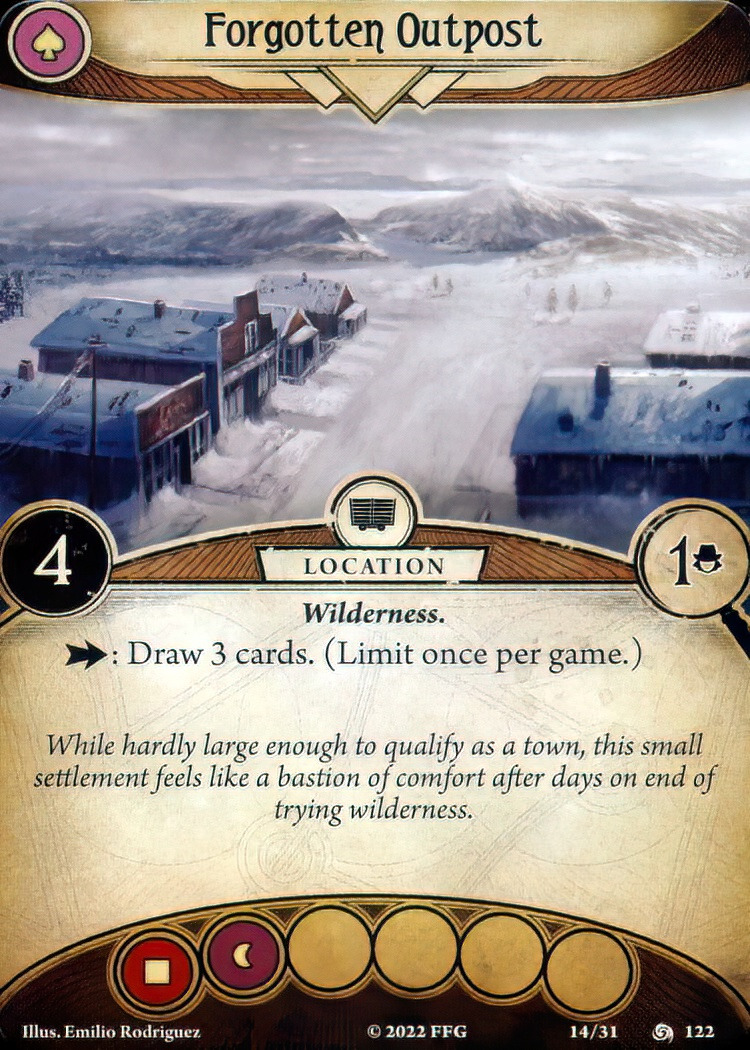 Forgotten Outpost
4
1
LOCATION
Wilderness.
: Draw 3 cards. (Limit once per game.)
While hardly large enough to qualify as a town, this small
settlement feels like a bastion of comfort after days on end of
trying wilderness.
Illus. Emilio Rodriguez © 2022 FFG 14/31 122